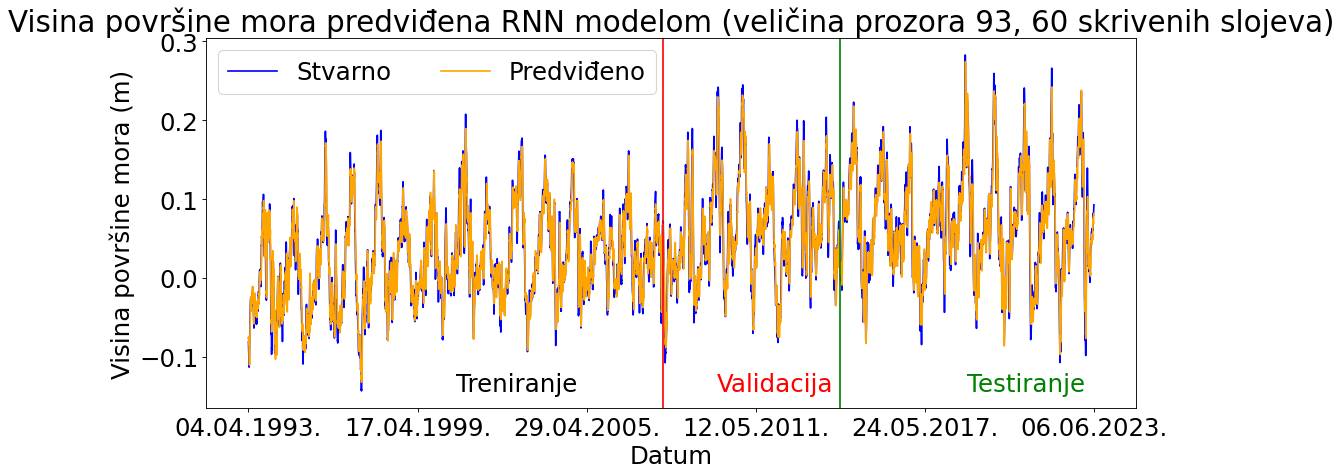 Visina površine mora predviđena RNN modelom (veličina prozora 93, 60 skrivenih slojeva)
Stvarno Predviđeno
Visina površine mora (m)
0.3
0.2
0.1
0.0
−0.1
Treniranje Validacija Testiranje
04.04.1993. 17.04.1999. 29.04.2005. 12.05.2011. 24.05.2017. 06.06.2023.
Datum